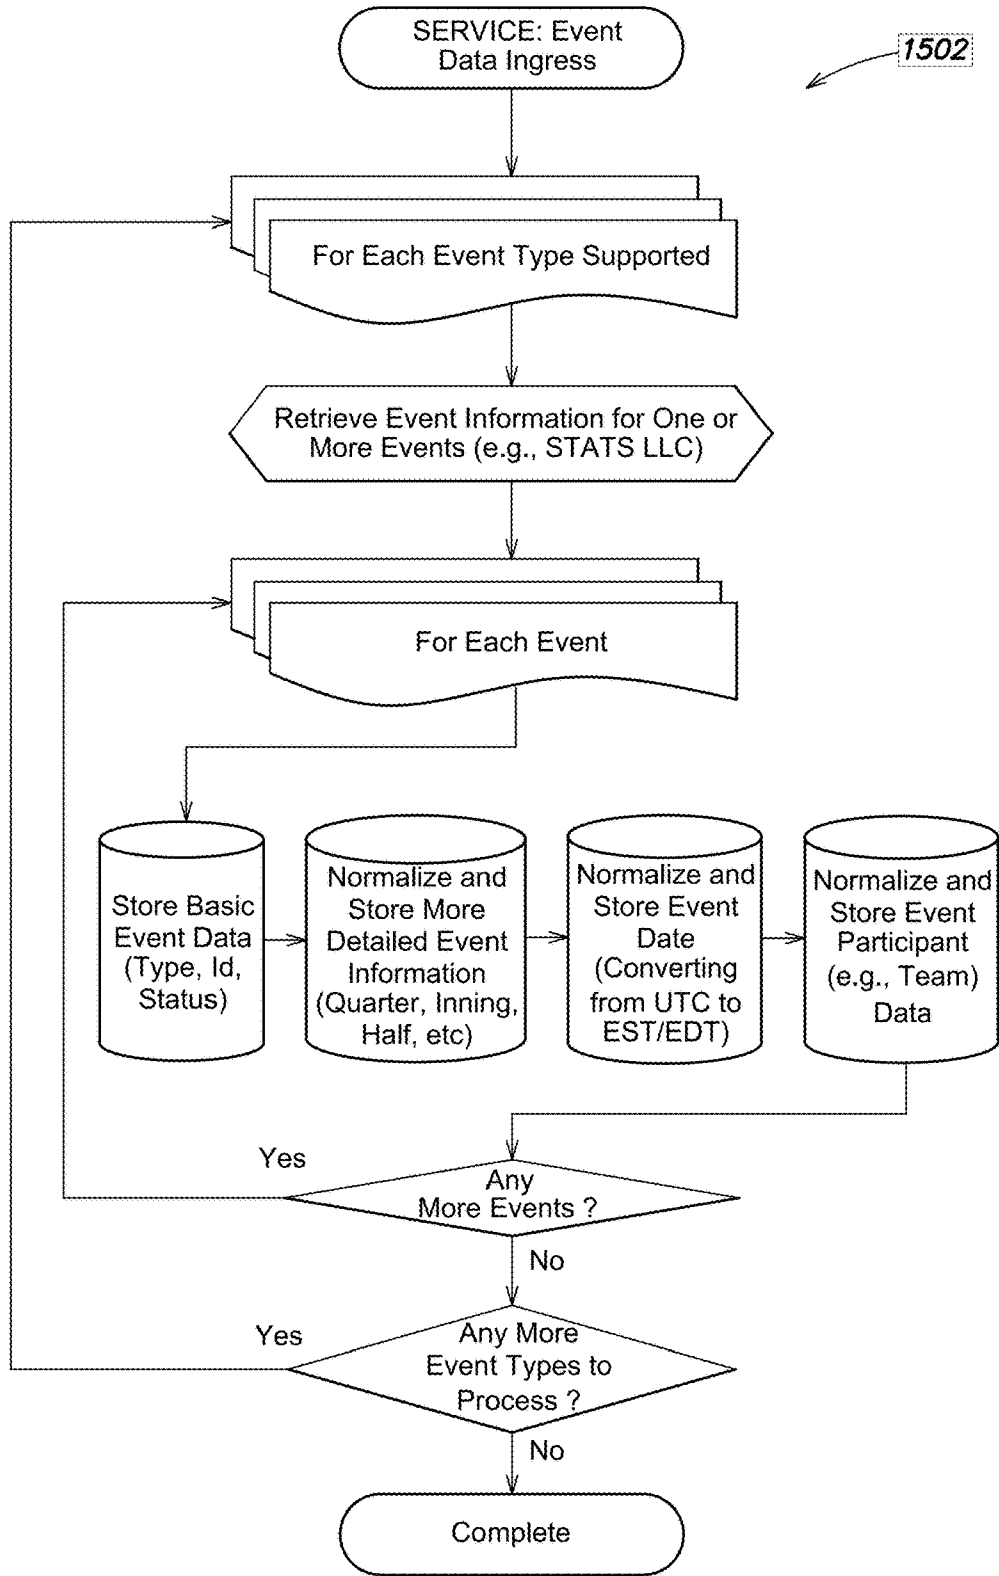 SERVICE: Event
Data Ingress
1502
For Each Event Type Supported
Retrieve Event Information for One or
More Events (e.g., STATS LLC)
For Each Event
Store Basic
Event Data
(Type, Id,
Status)
Normalize and
Store More
Detailed Event
Information
(Quarter, Inning,
Half, etc)
Normalize and
Store Event
Date
(Converting
from UTC to
EST/EDT)
Normalize and
Store Event
Participant
(e.g., Team)
Data
Yes
Any
More Events ?
No
Yes
Any More
Event Types to
Process ?
No
Complete